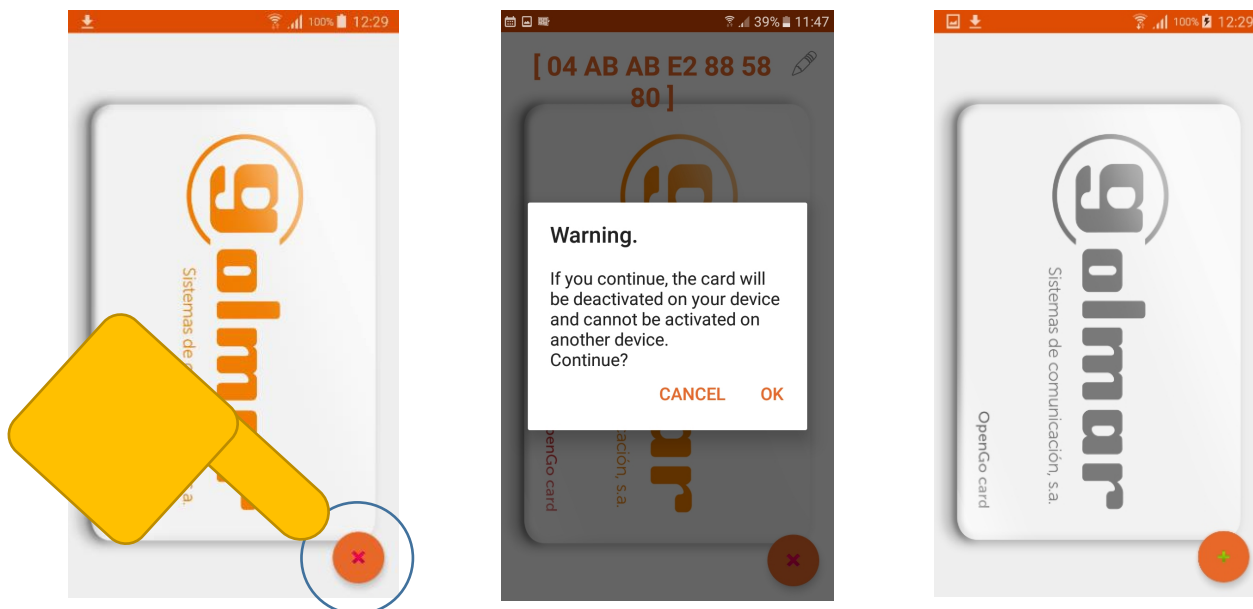 100% 12:29
golmar
Sistemas de
s.a.
39% 11:47
[ 04 AB AB E2 88 58
80 ]
Warning.
If you continue, the card will
be deactivated on your device
and cannot be activated on
another device.
Continue?
CANCEL OK
OpenGo card
100% 12:29
golmar
Sistemas de comunicación, s.a.
OpenGo card